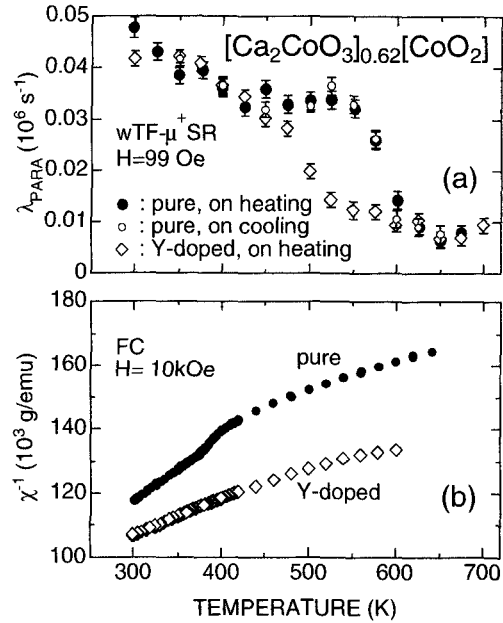 [Ca₂CoO₃]₀.₆₂[CoO₂]
0.05
0.04
0.03
0.02
0.01
0
λPARA (10⁶ s⁻¹)
wTF-μ⁺SR
H=99 Oe
(a)
● : pure, on heating
○ : pure, on cooling
◇ : Y-doped, on heating
180
160
140
120
100
χ⁻¹ (10³ g/emu)
FC
H= 10kOe
pure
Y-doped
(b)
300 400 500 600 700
TEMPERATURE (K)